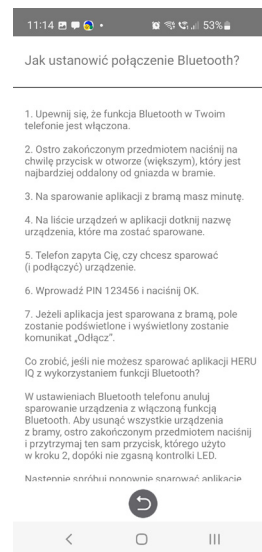 11:14
53%
Jak ustanowić połączenie Bluetooth?
1. Upewnij się, że funkcja Bluetooth w Twoim
telefonie jest włączona.
2. Ostro zakończonym przedmiotem naciśnij na
chwilę przycisk w otworze (większym), który jest
najbardziej oddalony od gniazda w bramie.
3. Na sparowanie aplikacji z bramą masz minutę.
4. Na liście urządzeń w aplikacji dotknij nazwę
urządzenia, które ma zostać sparowane.
5. Telefon zapyta Cię, czy chcesz sparować
(i podłączyć) urządzenie.
6. Wprowadź PIN 123456 i naciśnij OK.
7. Jeżeli aplikacja jest sparowana z bramą, pole
zostanie podświetlone i wyświetlony zostanie
komunikat „Odłącz”.
Co zrobić, jeśli nie możesz sparować aplikacji HERU
IQ z wykorzystaniem funkcji Bluetooth?
W ustawieniach Bluetooth telefonu anuluj
sparowanie urządzenia z włączoną funkcją
Bluetooth. Aby usunąć wszystkie urządzenia
z bramy, ostro zakończonym przedmiotem naciśnij
i przytrzymaj ten sam przycisk, którego użyto
w kroku 2, dopóki nie zgasną kontrolki LED.
Następnie spróbuj ponownie sparować aplikację